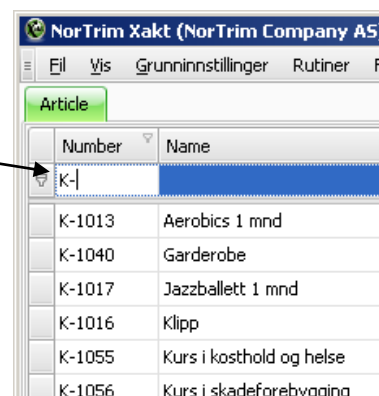 NorTrim Xakt (NorTrim Company AS
Fil Vis Grunninnstillinger Rutiner
Article
Number Name
K-
K-1013 Aerobics 1 mnd
K-1040 Garderobe
K-1017 Jazzballett 1 mnd
K-1016 Klipp
K-1055 Kurs i kosthold og helse
K-1056 Kurs i skadeforebygging